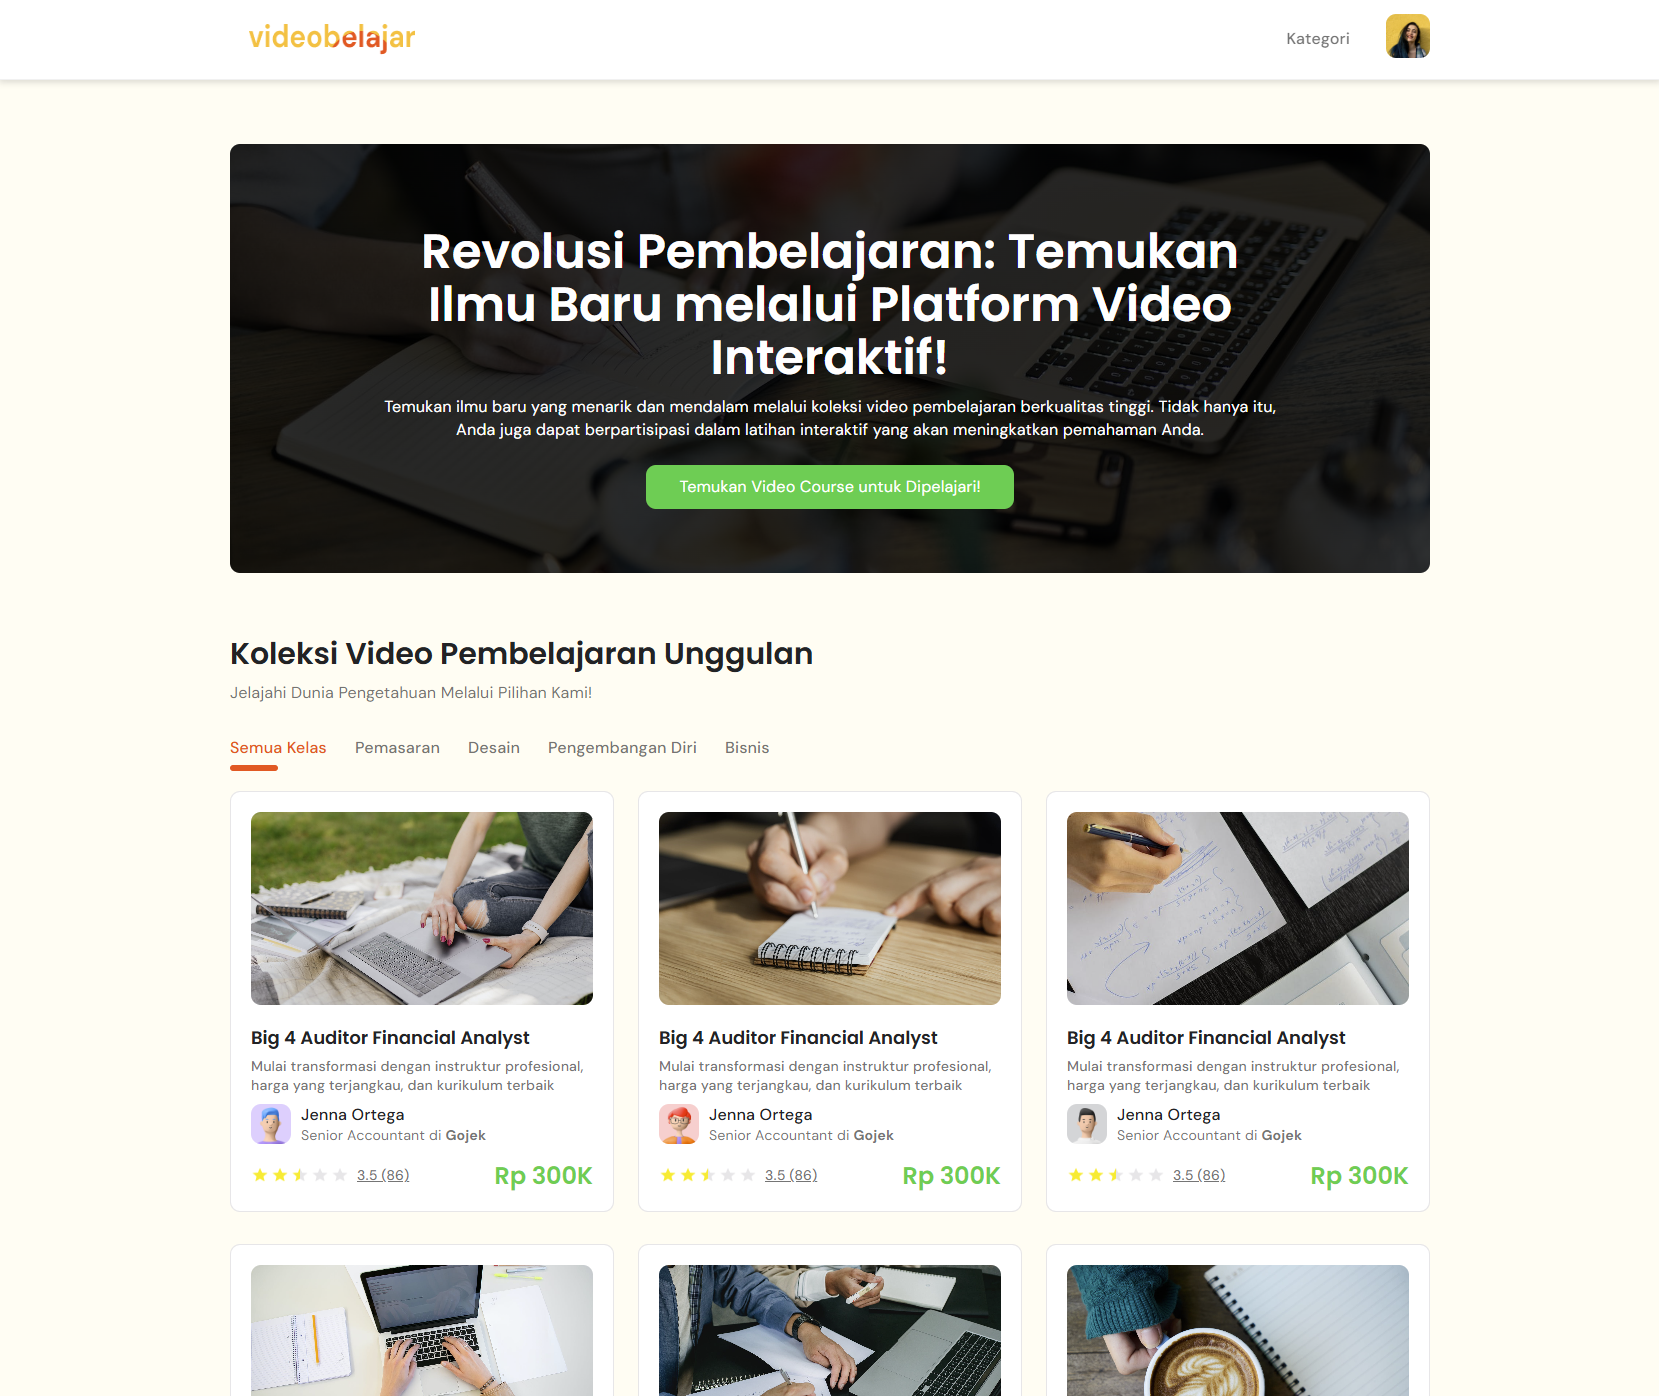 videobelajar
Kategori
Revolusi Pembelajaran: Temukan
Ilmu Baru melalui Platform Video
Interaktif!
Temukan ilmu baru yang menarik dan mendalam melalui koleksi video pembelajaran berkualitas tinggi. Tidak hanya itu,
Anda juga dapat berpartisipasi dalam latihan interaktif yang akan meningkatkan pemahaman Anda.
Temukan Video Course untuk Dipelajari!
Koleksi Video Pembelajaran Unggulan
Jelajahi Dunia Pengetahuan Melalui Pilihan Kami!
Semua Kelas
Pemasaran
Desain
Pengembangan Diri
Bisnis
Big 4 Auditor Financial Analyst
Mulai transformasi dengan instruktur profesional,
harga yang terjangkau, dan kurikulum terbaik
Jenna Ortega
Senior Accountant di Gojek
3.5 (86)
Rp 300K
Big 4 Auditor Financial Analyst
Mulai transformasi dengan instruktur profesional,
harga yang terjangkau, dan kurikulum terbaik
Jenna Ortega
Senior Accountant di Gojek
3.5 (86)
Rp 300K
Big 4 Auditor Financial Analyst
Mulai transformasi dengan instruktur profesional,
harga yang terjangkau, dan kurikulum terbaik
Jenna Ortega
Senior Accountant di Gojek
3.5 (86)
Rp 300K